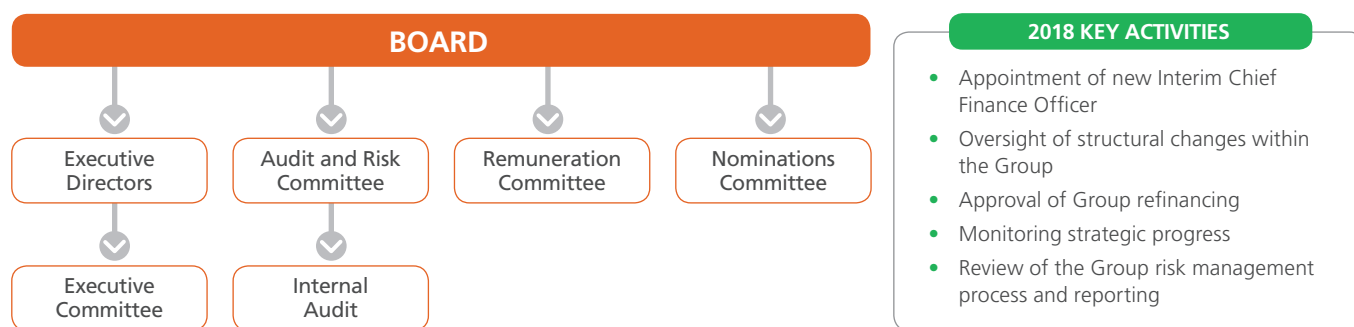 BOARD
Executive
Directors
Audit and Risk
Committee
Remuneration
Committee
Nominations
Committee
Executive
Committee
Internal
Audit
2018 KEY ACTIVITIES
• Appointment of new Interim Chief
Finance Officer
• Oversight of structural changes within
the Group
• Approval of Group refinancing
• Monitoring strategic progress
• Review of the Group risk management
process and reporting